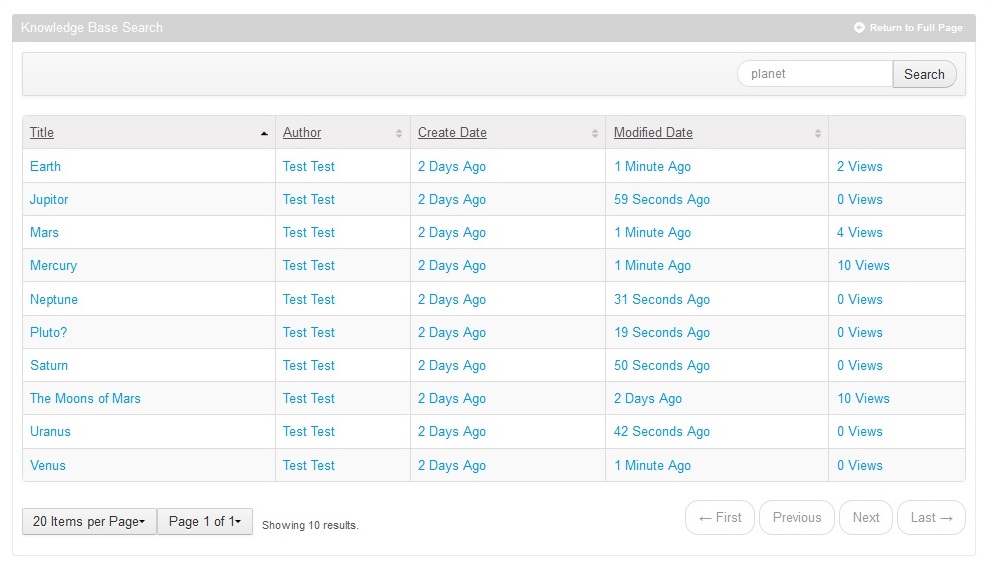 Knowledge Base Search Return to Full Page
planet Search
Title Author Create Date Modified Date
Earth Test Test 2 Days Ago 1 Minute Ago 2 Views
Jupitor Test Test 2 Days Ago 59 Seconds Ago 0 Views
Mars Test Test 2 Days Ago 1 Minute Ago 4 Views
Mercury Test Test 2 Days Ago 1 Minute Ago 10 Views
Neptune Test Test 2 Days Ago 31 Seconds Ago 0 Views
Pluto? Test Test 2 Days Ago 19 Seconds Ago 0 Views
Saturn Test Test 2 Days Ago 50 Seconds Ago 0 Views
The Moons of Mars Test Test 2 Days Ago 2 Days Ago 10 Views
Uranus Test Test 2 Days Ago 42 Seconds Ago 0 Views
Venus Test Test 2 Days Ago 1 Minute Ago 0 Views
20 Items per Page Page 1 of 1 Showing 10 results. ← First Previous Next Last →